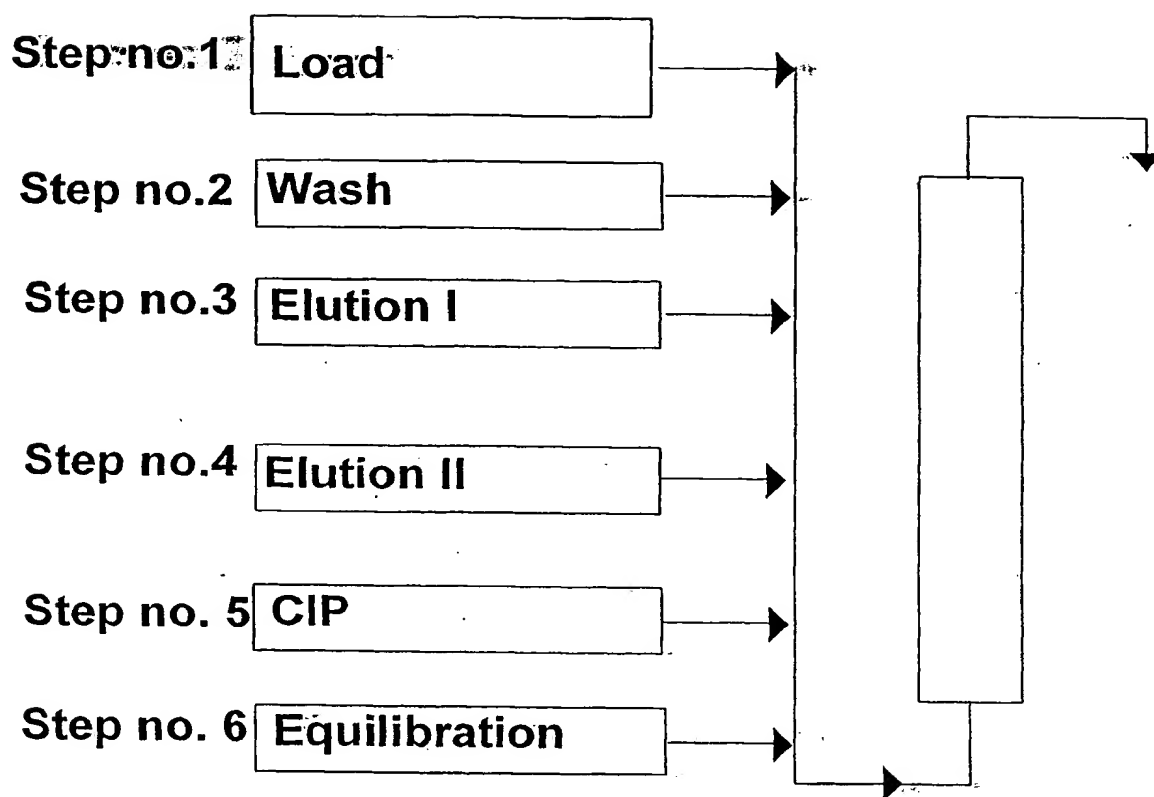 Step no.1 Load
Step no.2 Wash
Step no.3 Elution I
Step no.4 Elution II
Step no. 5 CIP
Step no. 6 Equilibration